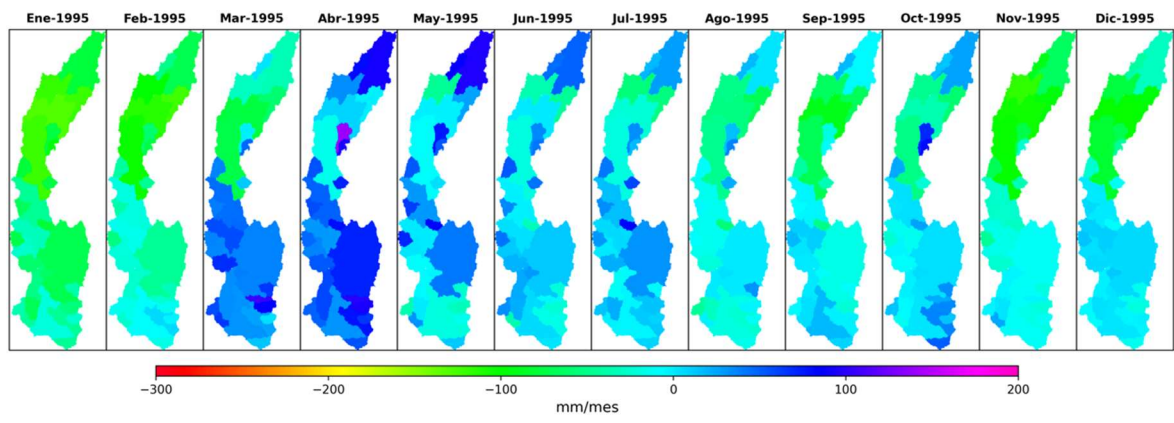 Ene-1995 Feb-1995 Mar-1995 Abr-1995 May-1995 Jun-1995 Jul-1995 Ago-1995 Sep-1995 Oct-1995 Nov-1995 Dic-1995
−300 −200 −100 0 100 200
mm/mes